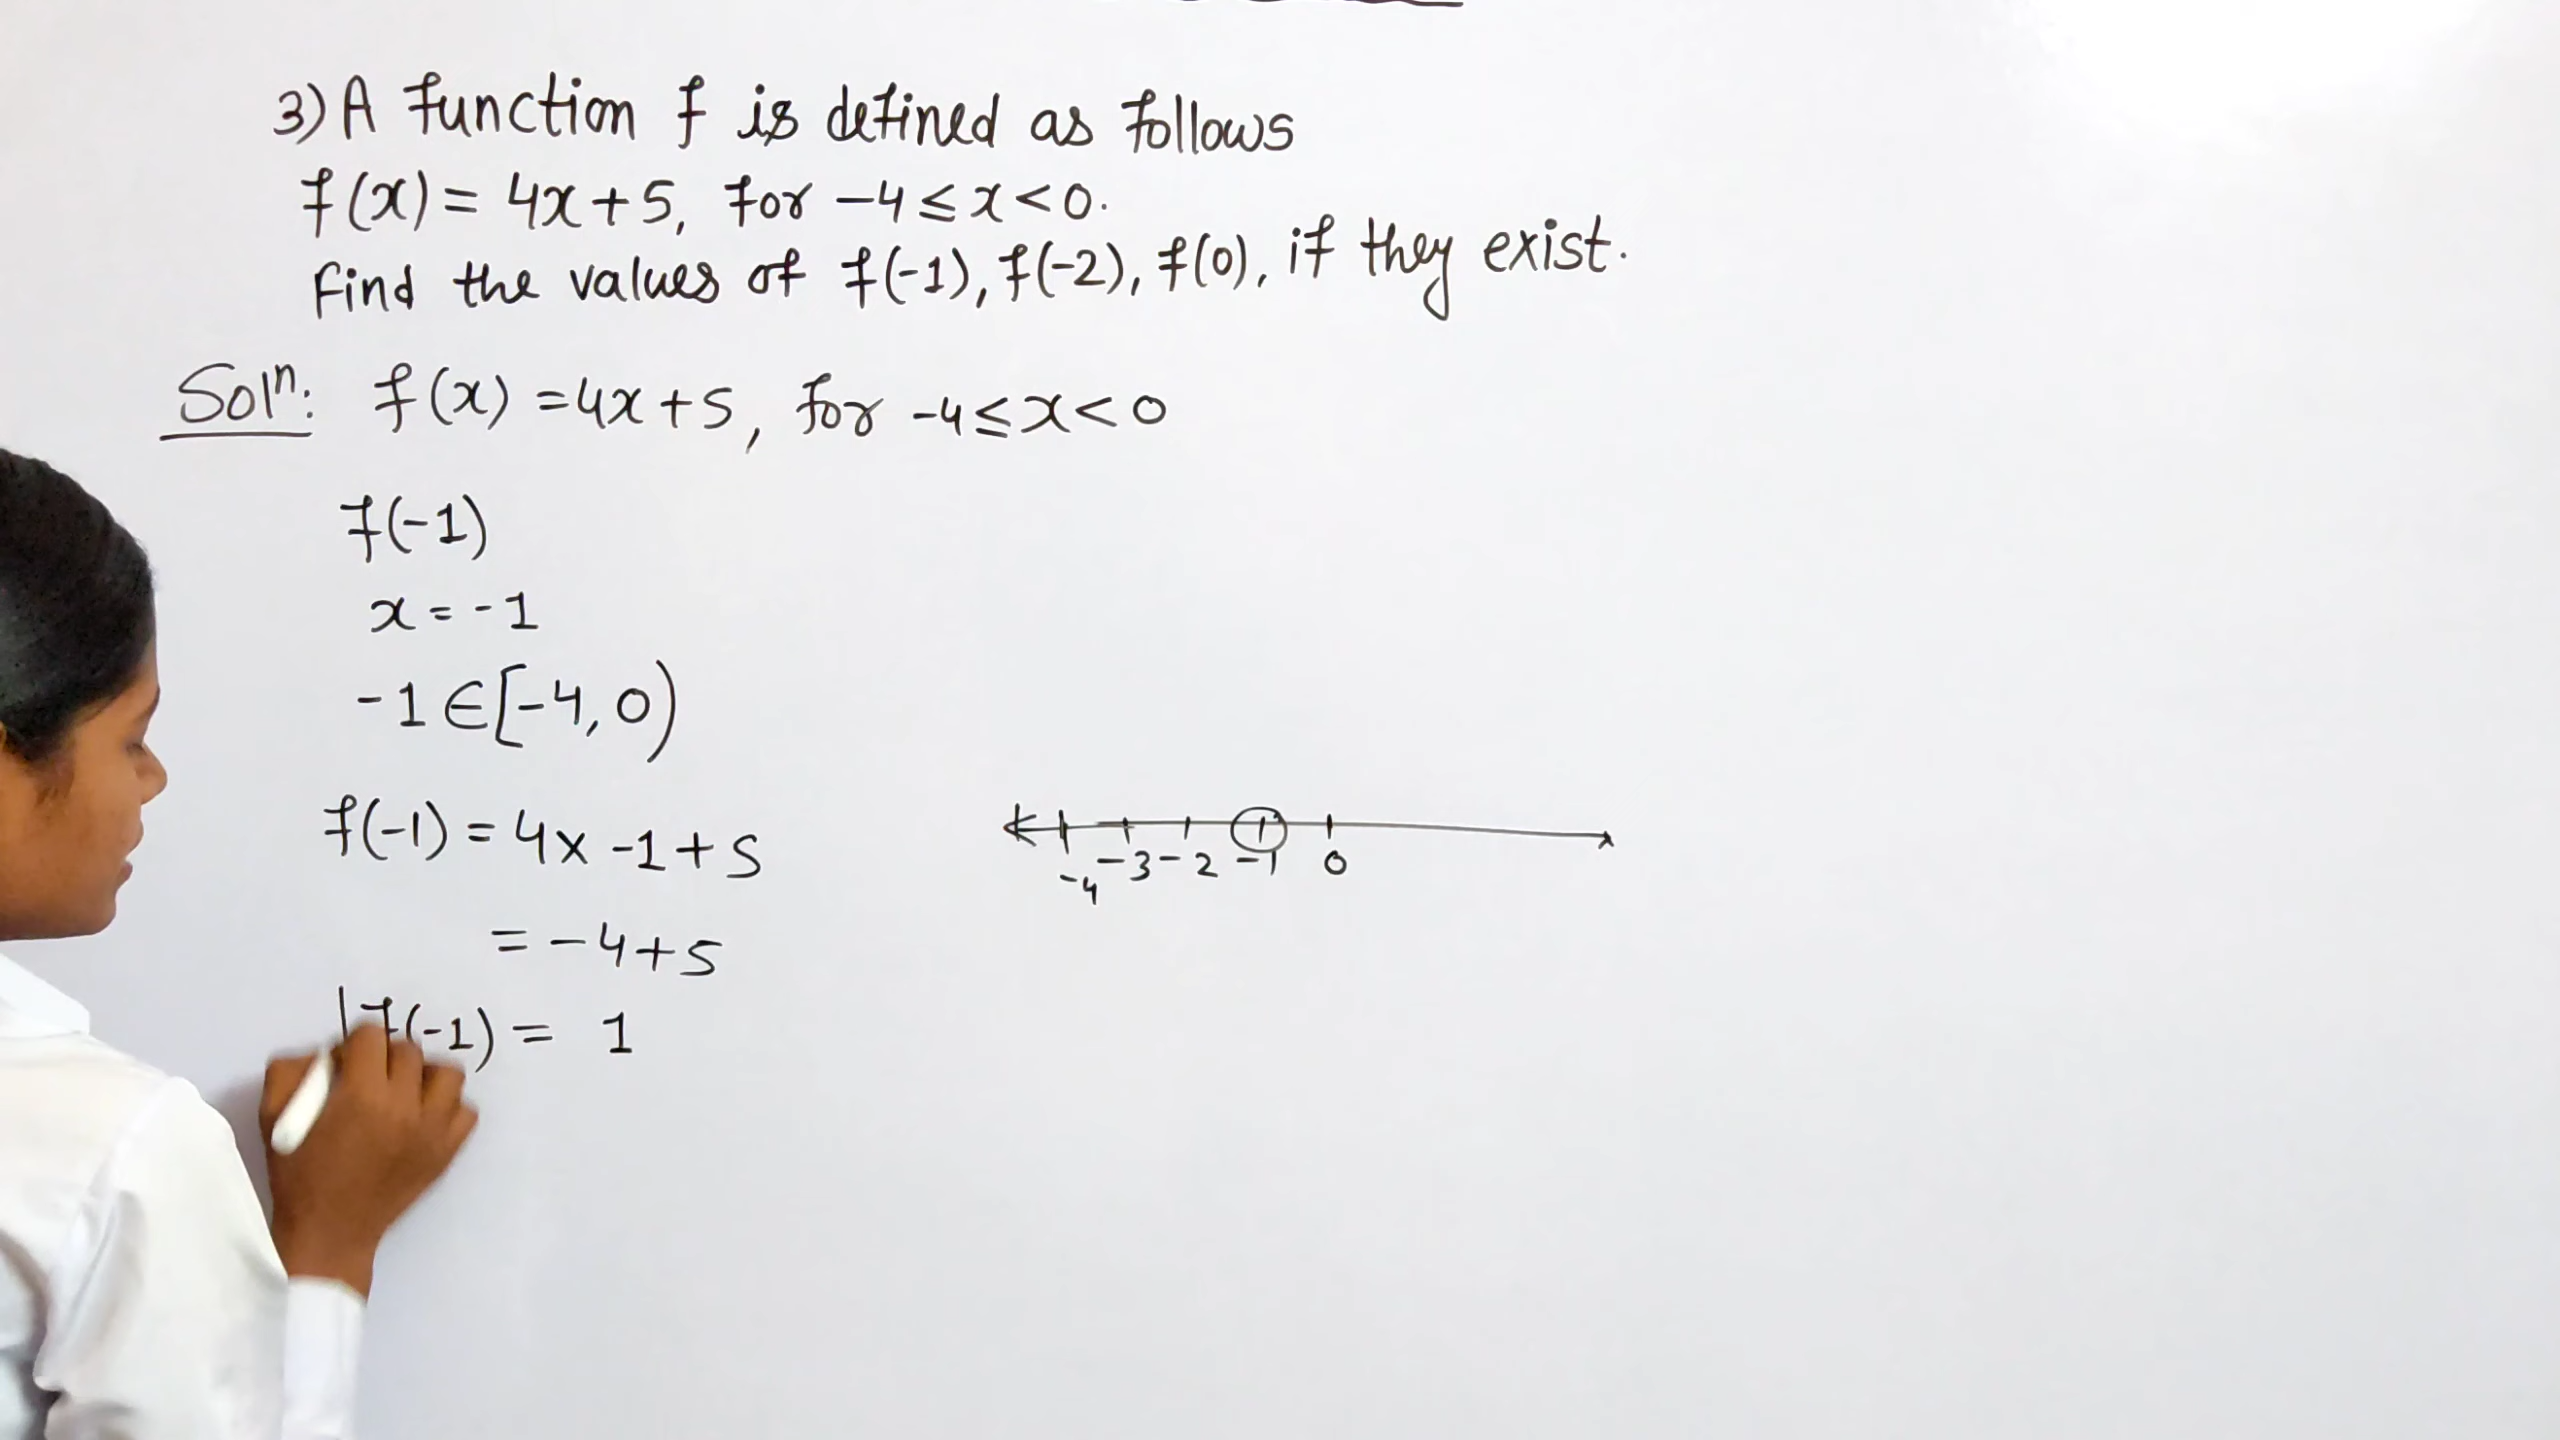 3) A function f is defined as follows
f(x) = 4x+5, for -4 ≤ x < 0.
Find the values of f(-1), f(-2), f(0), if they exist.
Solⁿ: f(x) = 4x+5, for -4 ≤ x < 0
f(-1)
x = -1
-1 ∈ [-4, 0)
f(-1) = 4 × -1 + 5
= -4+5
f(-1) = 1
-4 -3 -2 -1 0